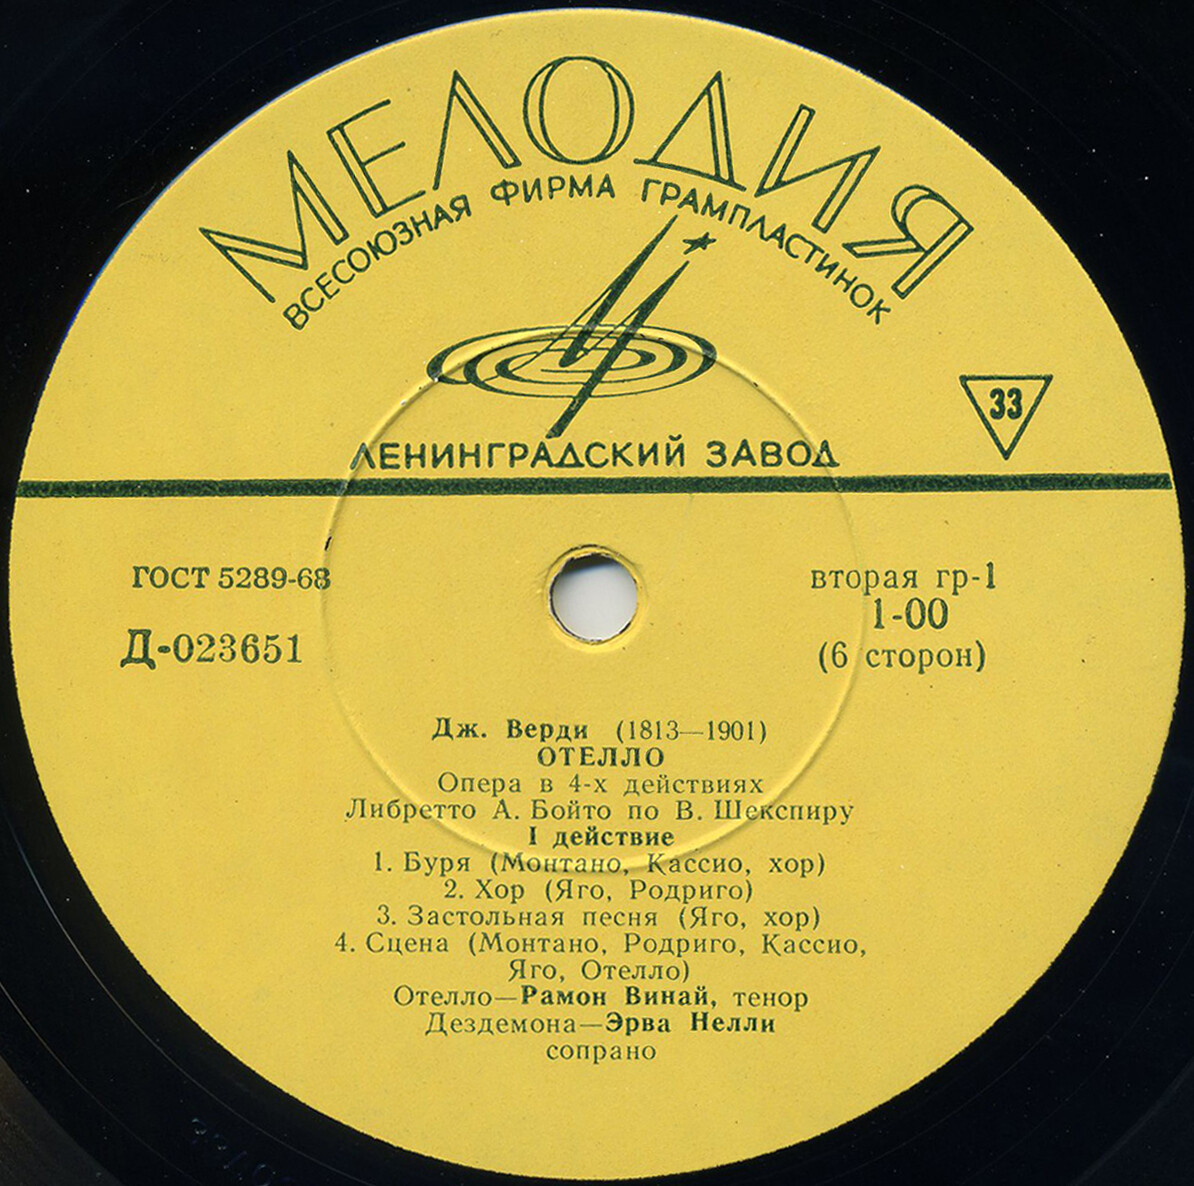 МЕЛОДИЯ
ВСЕСОЮЗНАЯ ФИРМА ГРАМПЛАСТИНОК
33
ЛЕНИНГРАДСКИЙ ЗАВОД
ГОСТ 5289-68
вторая гр-1
1-00
Д-023651
(6 сторон)
Дж. Верди (1813—1901)
ОТЕЛЛО
Опера в 4-х действиях
Либретто А. Бойто по В. Шекспиру
I действие
1. Буря (Монтано, Кассио, хор)
2. Хор (Яго, Родриго)
3. Застольная песня (Яго, хор)
4. Сцена (Монтано, Родриго, Кассио,
Яго, Отелло)
Отелло—Рамон Винай, тенор
Дездемона—Эрва Нелли
сопрано